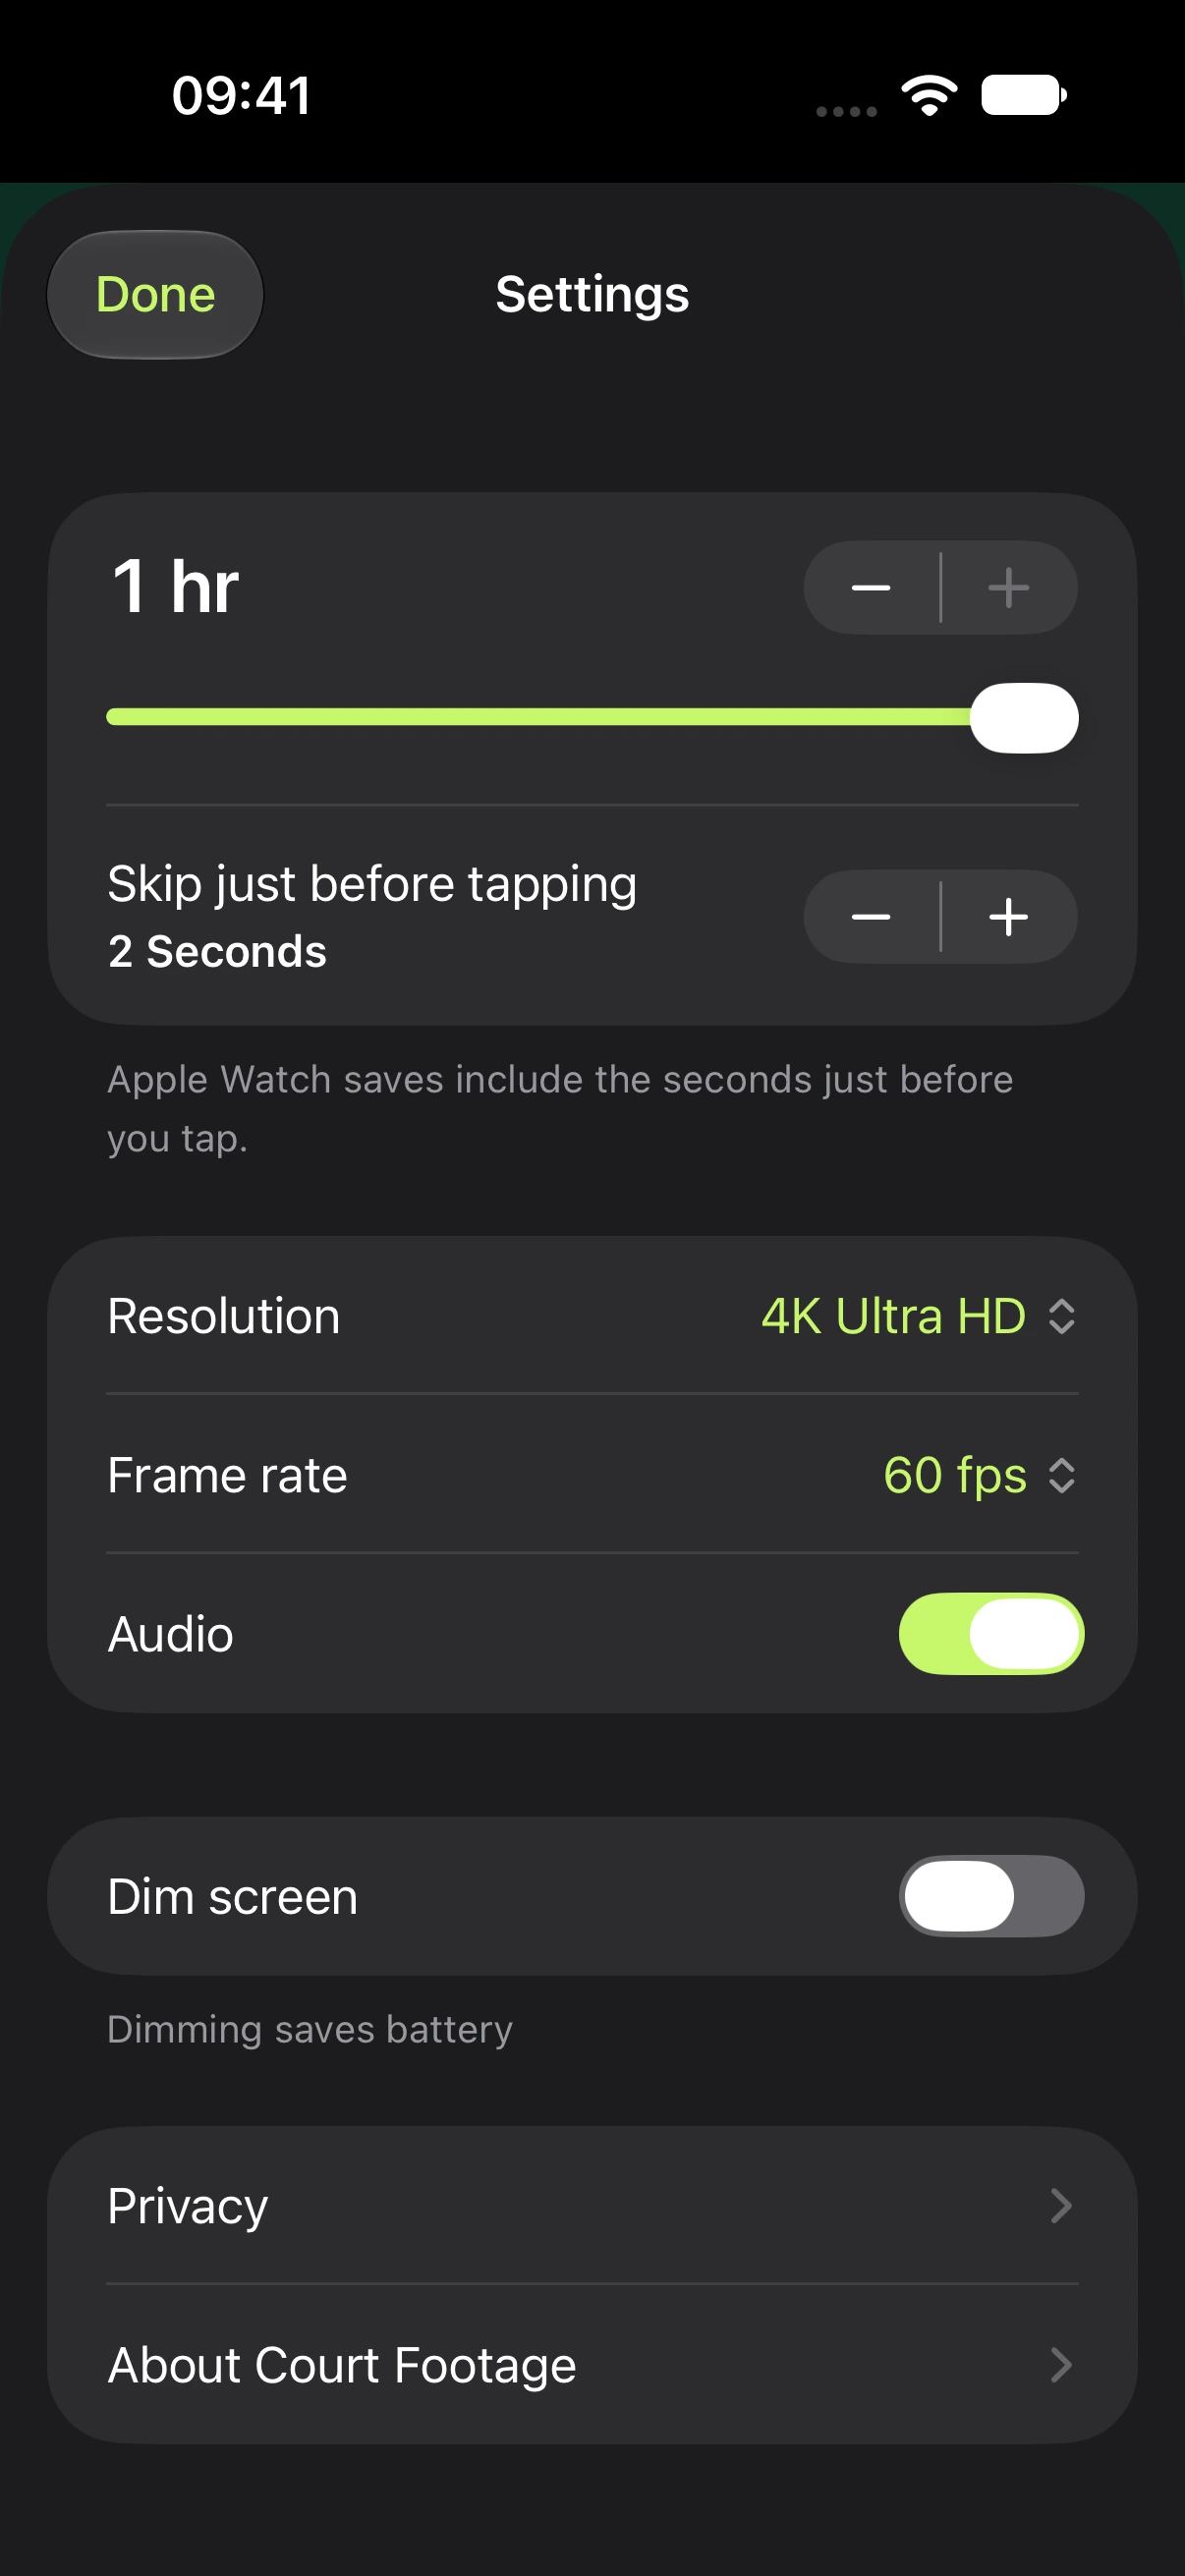 09:41
Done
Settings
1 hr
Skip just before tapping
2 Seconds
Apple Watch saves include the seconds just before
you tap.
Resolution
4K Ultra HD
Frame rate
60 fps
Audio
Dim screen
Dimming saves battery
Privacy
About Court Footage